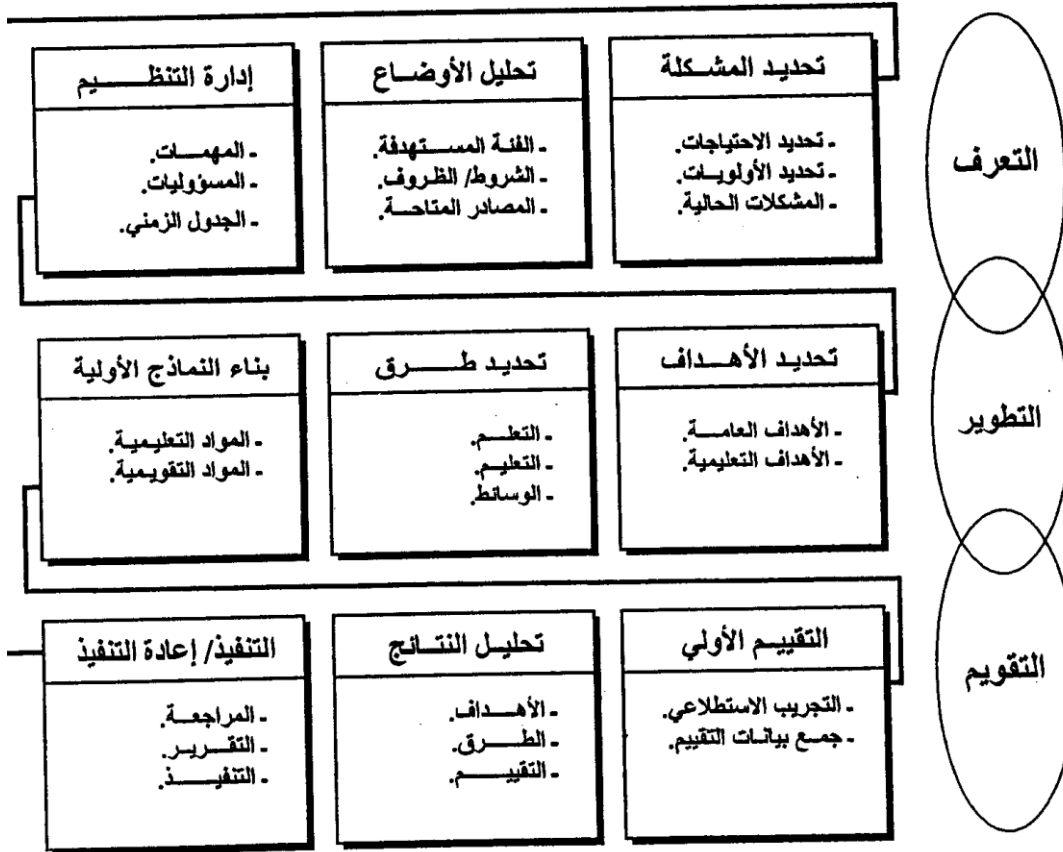 التعرف
تحديد المشكلة
- تحديد الاحتياجات.
- تحديد الأولويات.
- المشكلات الحالية.
تحليل الأوضاع
- الفئة المستهدفة.
- الشروط/ الظروف.
- المصادر المتاحة.
إدارة التنظيم
- المهمات.
- المسؤوليات.
- الجدول الزمني.
التطوير
تحديد الأهداف
- الأهداف العامة.
- الأهداف التعليمية.
تحديد طرق
- التعلم.
- التعليم.
- الوسائط.
بناء النماذج الأولية
- المواد التعليمية.
- المواد التقويمية.
التقويم
التقييم الأولي
- التجريب الاستطلاعي.
- جمع بيانات التقييم.
تحليل النتائج
- الأهداف.
- الطرق.
- التقييم.
التنفيذ/ إعادة التنفيذ
- المراجعة.
- التقرير.
- التنفيذ.